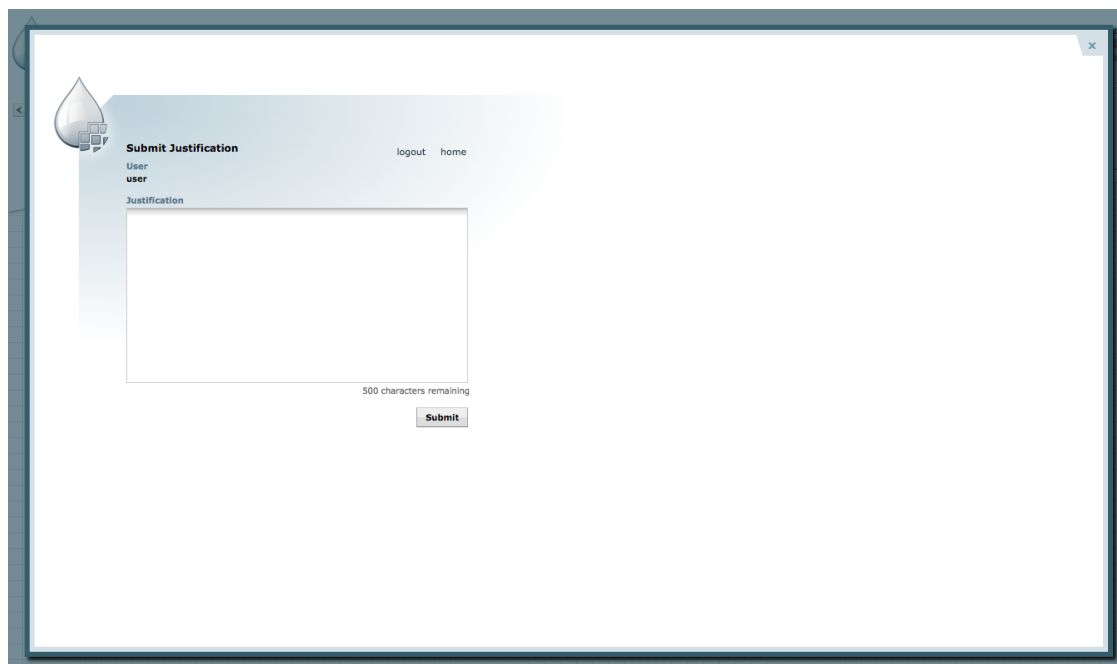 Submit Justification
logout home
User
user
Justification
500 characters remaining
Submit